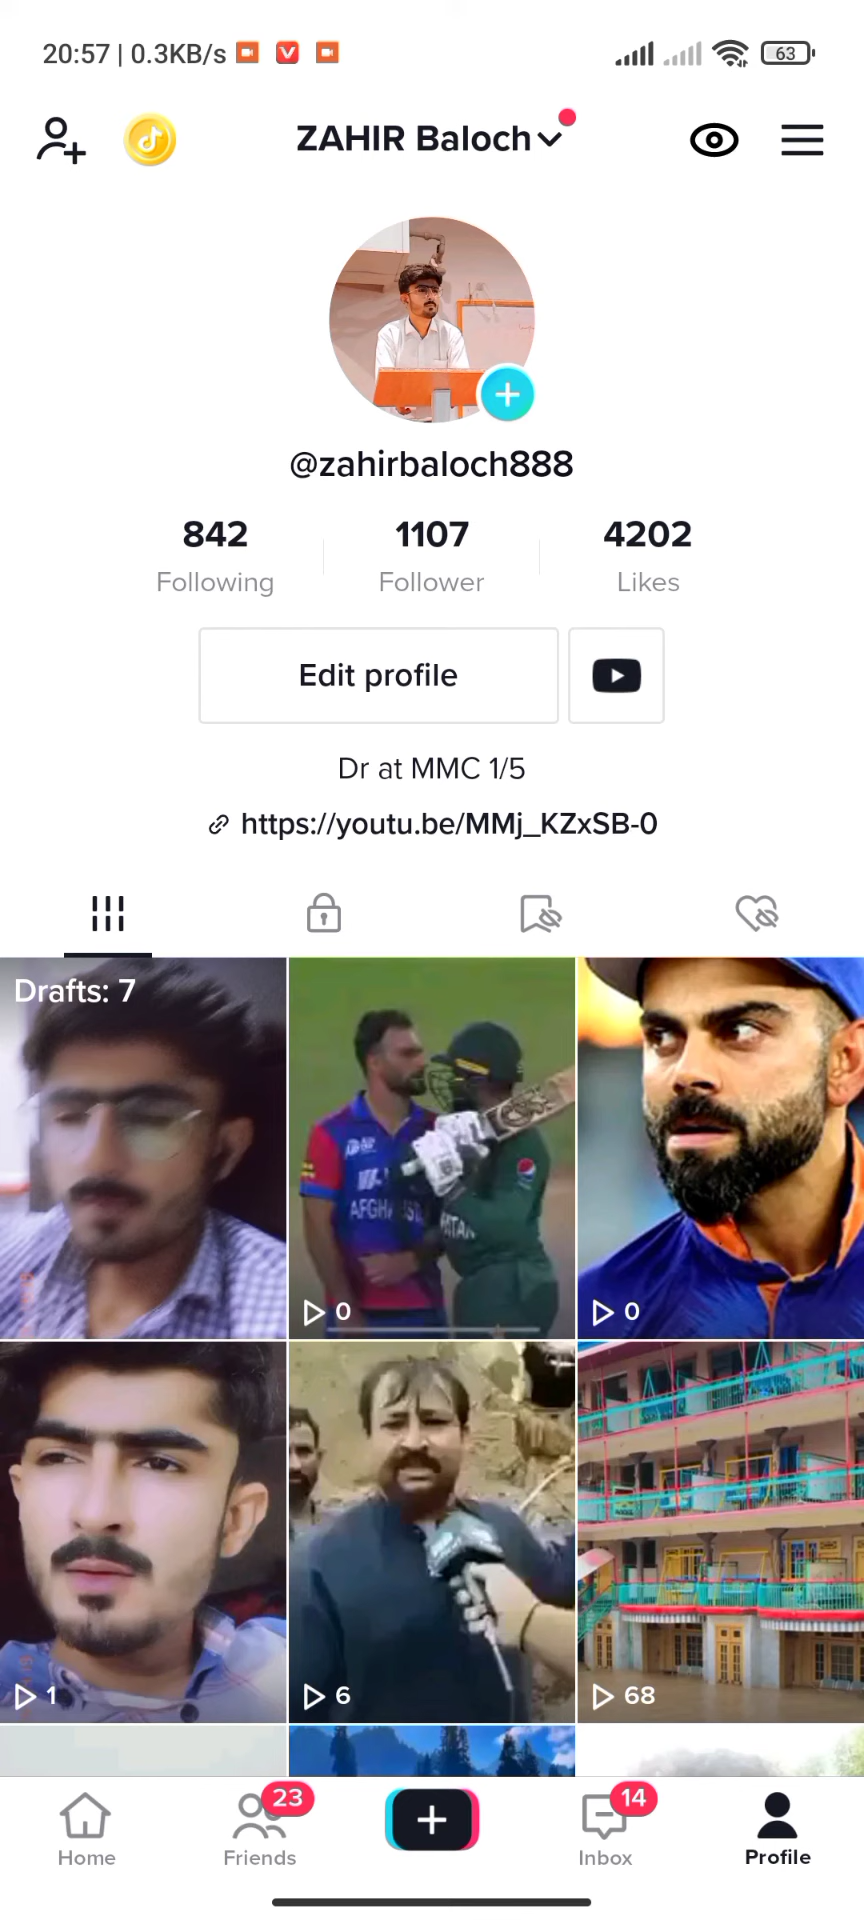 20:57 | 0.3KB/s
63
ZAHIR Baloch
@zahirbaloch888
842 1107 4202
Following Follower Likes
Edit profile
Dr at MMC 1/5
https://youtu.be/MMj_KZxSB-0
Drafts: 7
0
0
1
6
68
23
14
Home Friends Inbox Profile